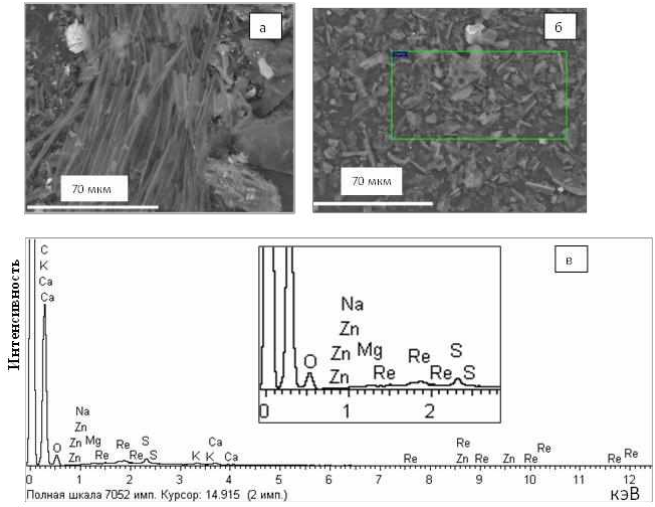 а
б
70 мкм
70 мкм
Интенсивность
в
C
K
Ca
Ca
Na
Zn
Zn Mg
Zn Re
O
Re S
Re S
K K
Ca
Ca
Re
Re
Zn Re Zn Re
Re
Re Re
Na
Zn
Zn Mg
Zn Re
O
Re
Re
S
S
0 1 2
0 1 2 3 4 5 6 7 8 9 10 11 12
Полная шкала 7052 имп. Курсор: 14.915 (2 имп.)
кэВ